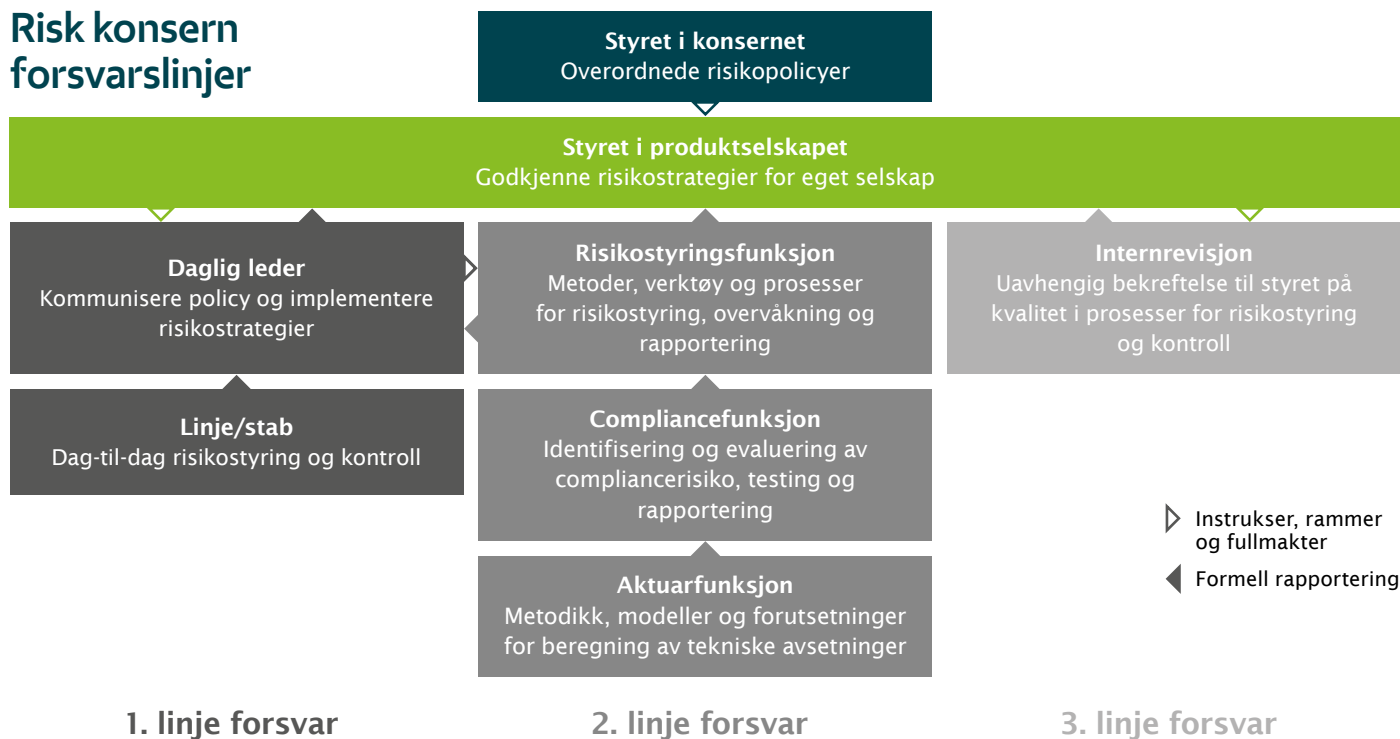 Risk konsern
forsvarslinjer
Styret i konsernet
Overordnede risikopolicyer
Styret i produktselskapet
Godkjenne risikostrategier for eget selskap
Daglig leder
Kommunisere policy og implementere
risikostrategier
Linje/stab
Dag-til-dag risikostyring og kontroll
Risikostyringsfunksjon
Metoder, verktøy og prosesser
for risikostyring, overvåkning og
rapportering
Compliancefunksjon
Identifisering og evaluering av
compliancerisiko, testing og
rapportering
Aktuarfunksjon
Metodikk, modeller og forutsetninger
for beregning av tekniske avsetninger
Internrevisjon
Uavhengig bekreftelse til styret på
kvalitet i prosesser for risikostyring
og kontroll
Instrukser, rammer
og fullmakter
Formell rapportering
1. linje forsvar
2. linje forsvar
3. linje forsvar